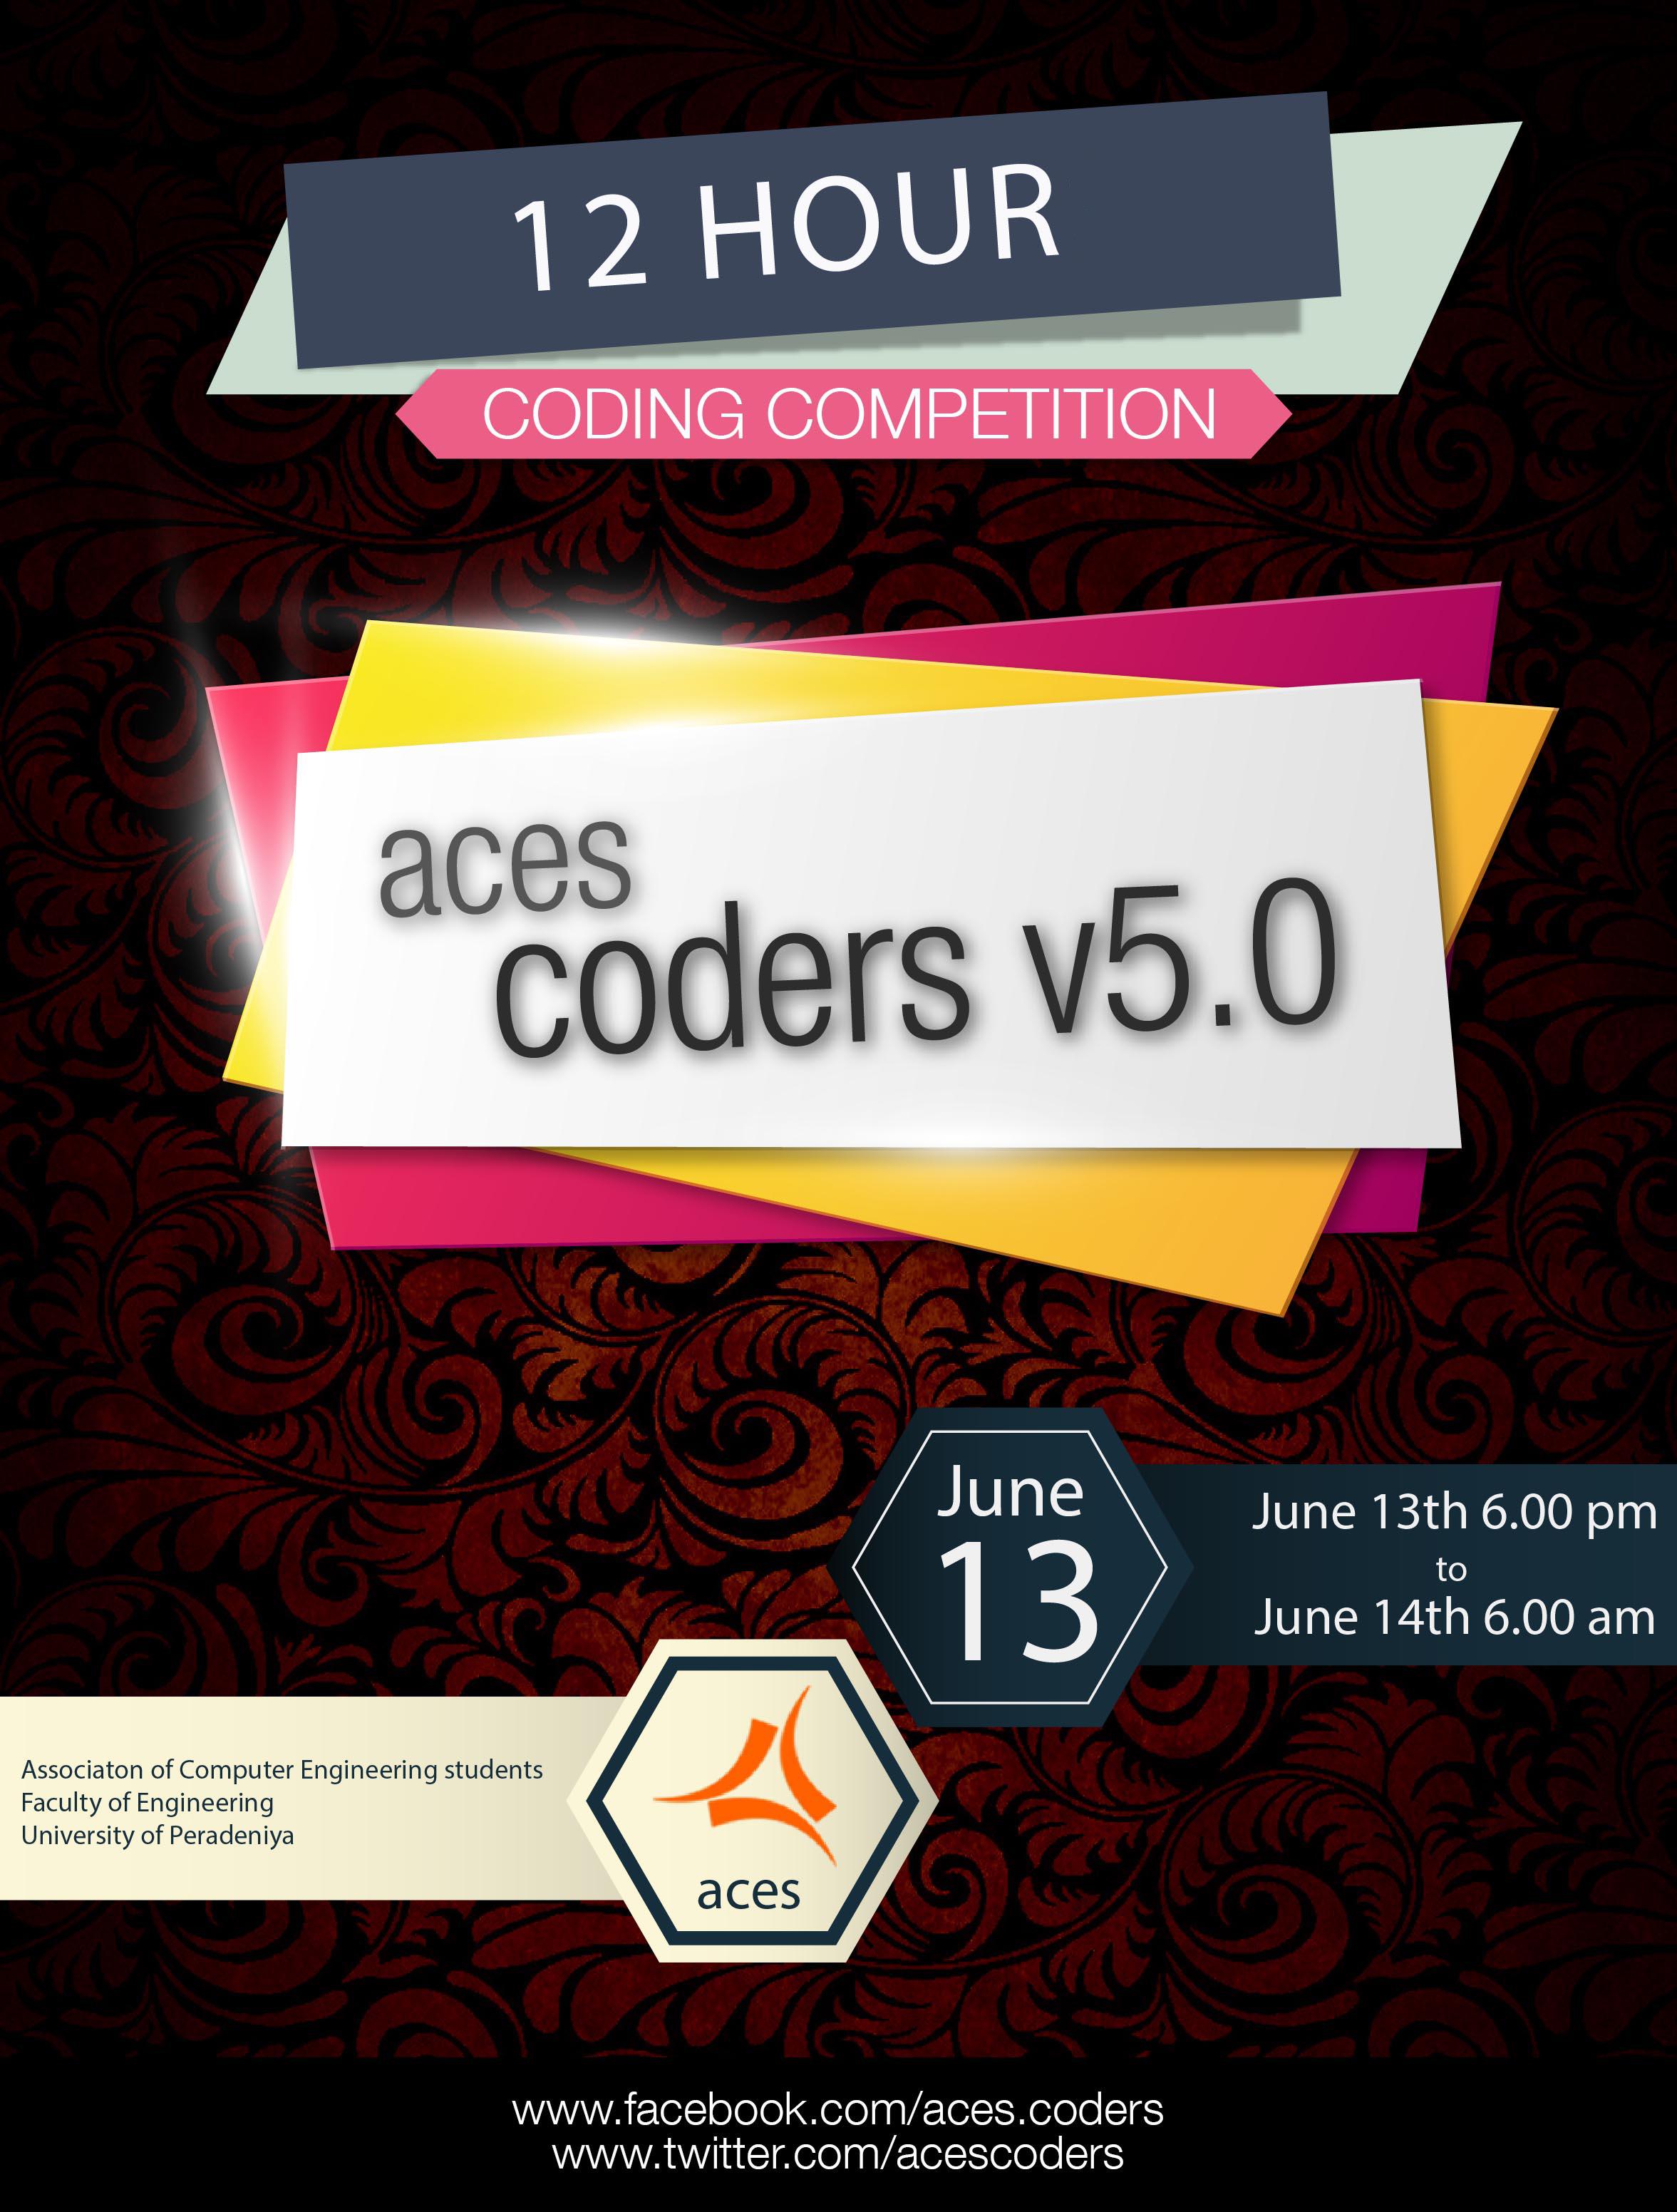 12 HOUR
CODING COMPETITION
aces
coders v5.0
June
13
June 13th 6.00 pm
to
June 14th 6.00 am
Associaton of Computer Engineering students
Faculty of Engineering
University of Peradeniya
aces
www.facebook.com/aces.coders
www.twitter.com/acescoders